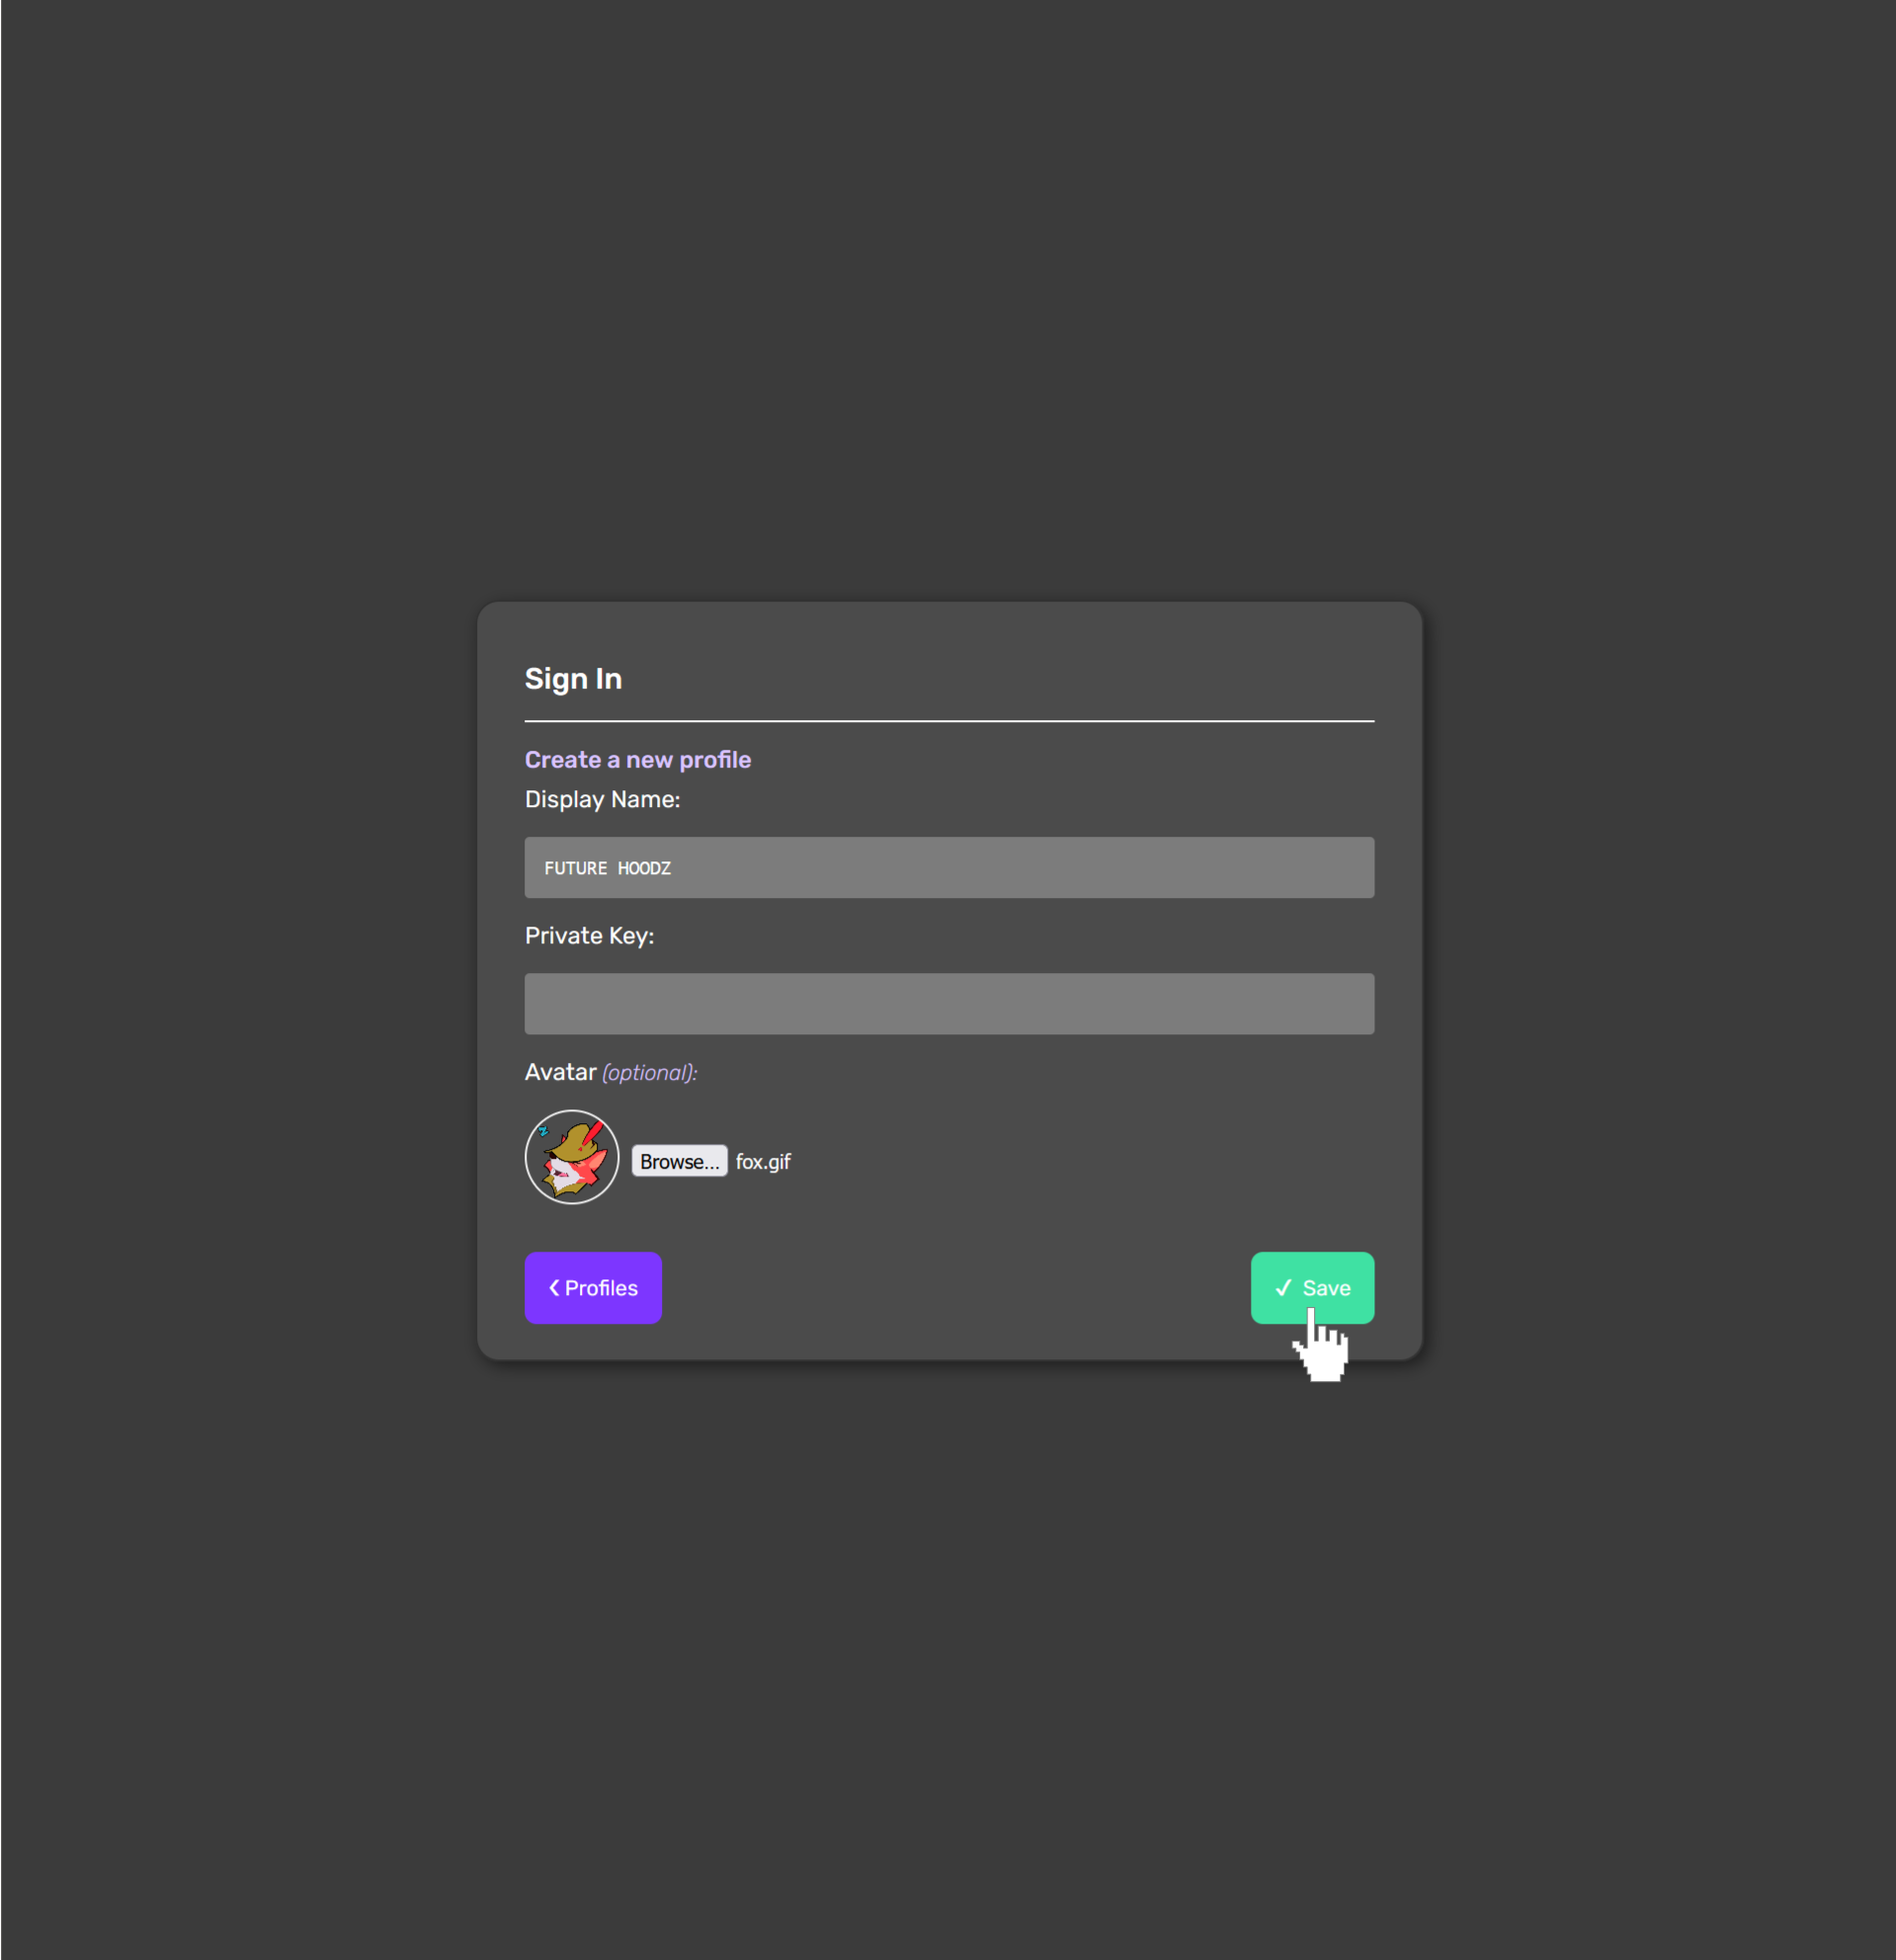 Sign In
Create a new profile
Display Name:
FUTURE HOODZ
Private Key:
Avatar (optional):
z
Browse... fox.gif
‹ Profiles
✓ Save